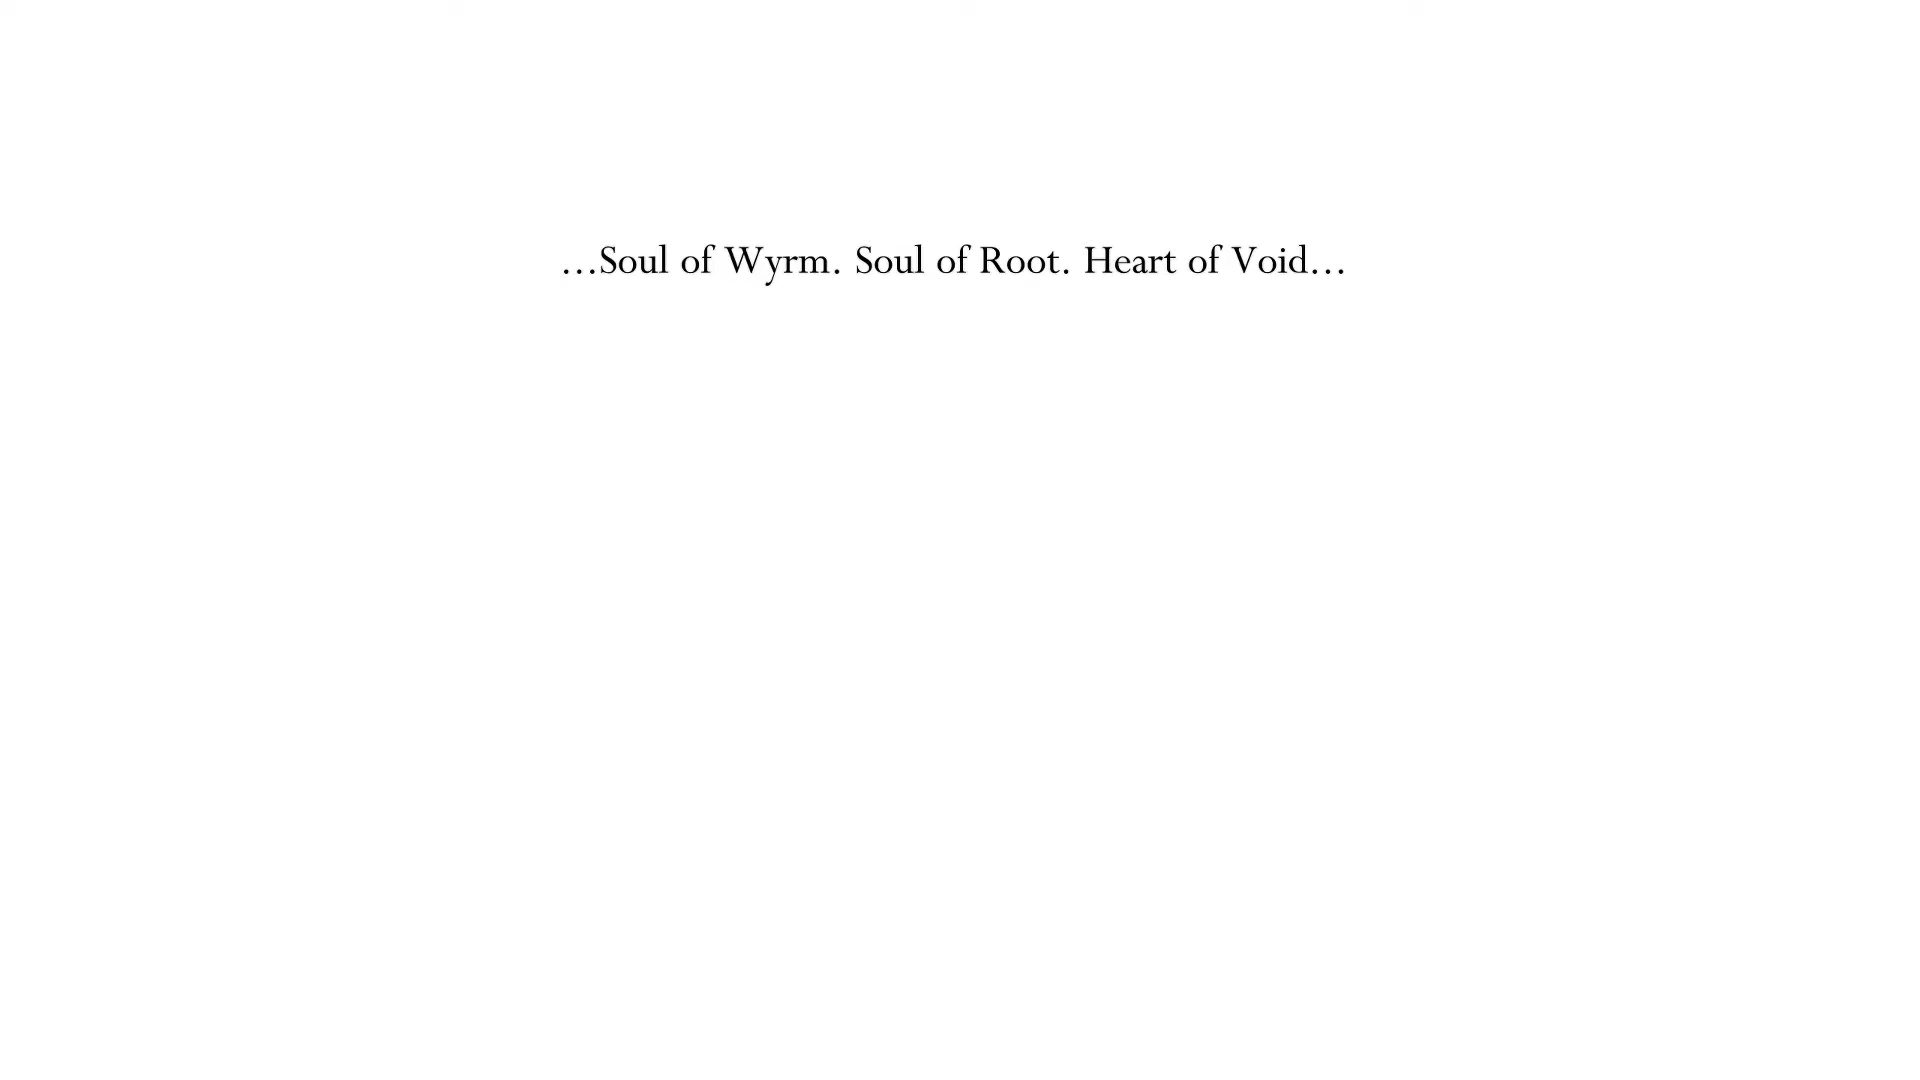 …Soul of Wyrm. Soul of Root. Heart of Void…